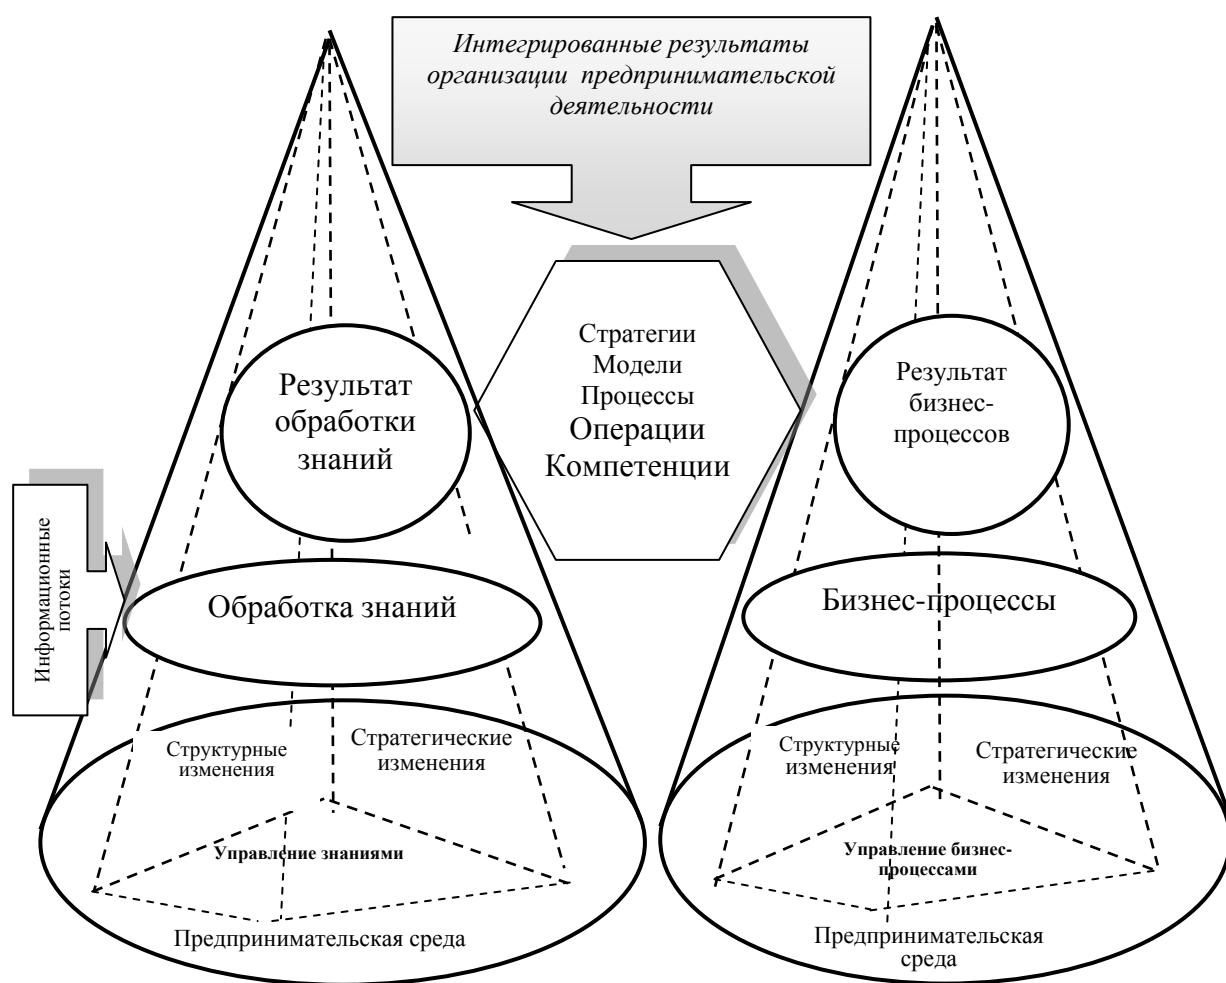 Интегрированные результаты
организации предпринимательской
деятельности
Стратегии
Модели
Процессы
Операции
Компетенции
Результат
обработки
знаний
Результат
бизнес-
процессов
Информационные
потоки
Обработка знаний
Бизнес-процессы
Структурные
изменения
Стратегические
изменения
Структурные
изменения
Стратегические
изменения
Управление знаниями
Управление бизнес-
процессами
Предпринимательская среда
Предпринимательская
среда